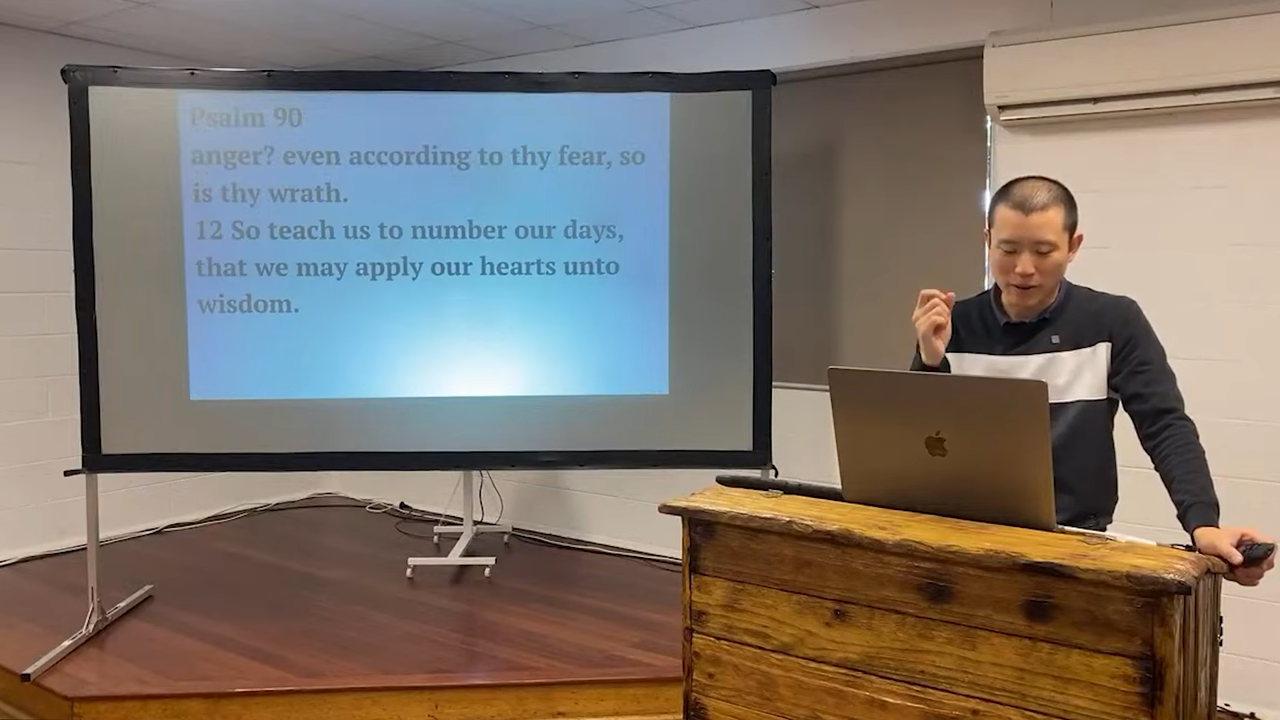 Psalm 90
anger? even according to thy fear, so
is thy wrath.
12 So teach us to number our days,
that we may apply our hearts unto
wisdom.